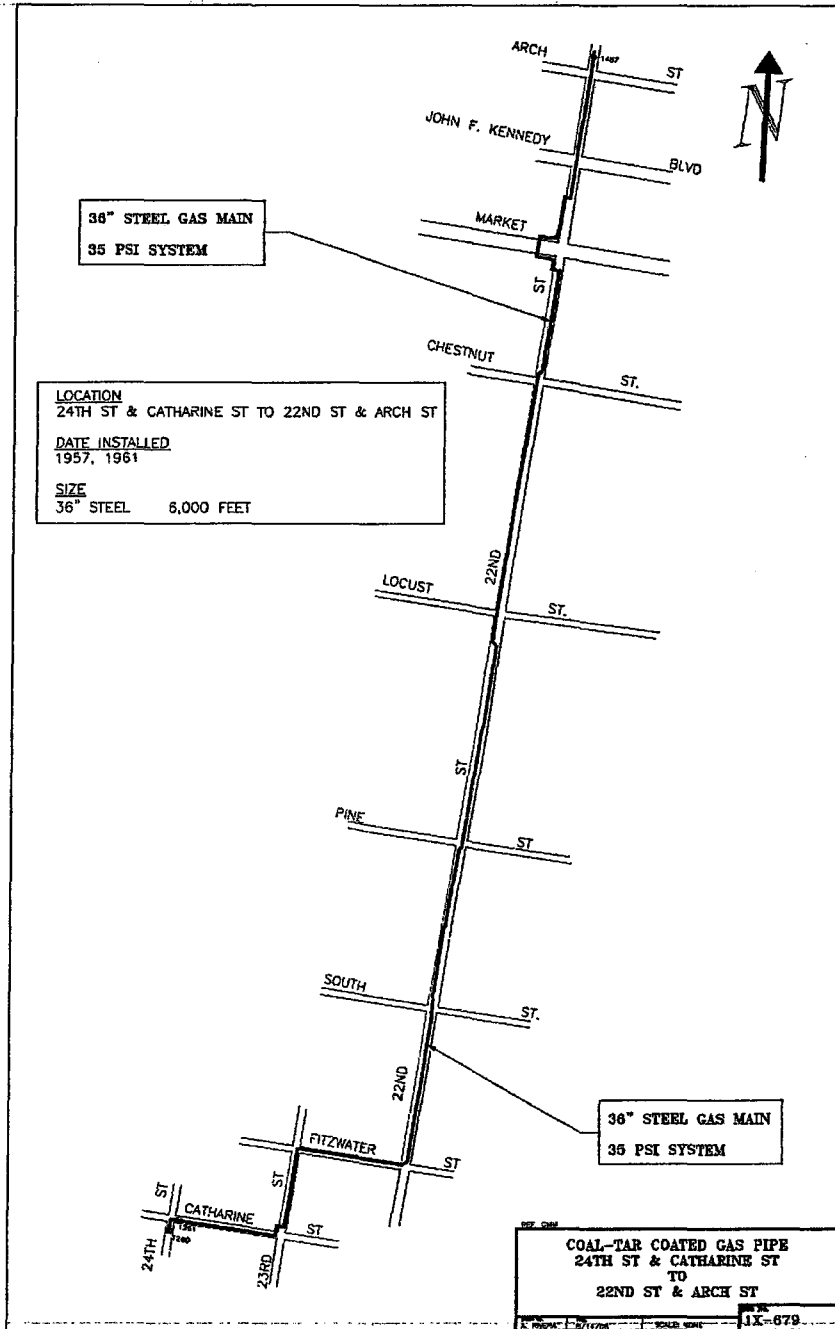 ARCH ST
1487
N
JOHN F. KENNEDY BLVD
36" STEEL GAS MAIN
35 PSI SYSTEM
MARKET
ST
CHESTNUT ST.
LOCATION
24TH ST & CATHARINE ST TO 22ND ST & ARCH ST
DATE INSTALLED
1957, 1961
SIZE
36" STEEL 6,000 FEET
22ND
LOCUST ST.
ST
PINE ST
SOUTH ST.
22ND
36" STEEL GAS MAIN
35 PSI SYSTEM
FITZWATER ST
ST
ST
CATHARINE ST
24TH
23RD
COAL-TAR COATED GAS PIPE
24TH ST & CATHARINE ST
TO
22ND ST & ARCH ST
1X-679